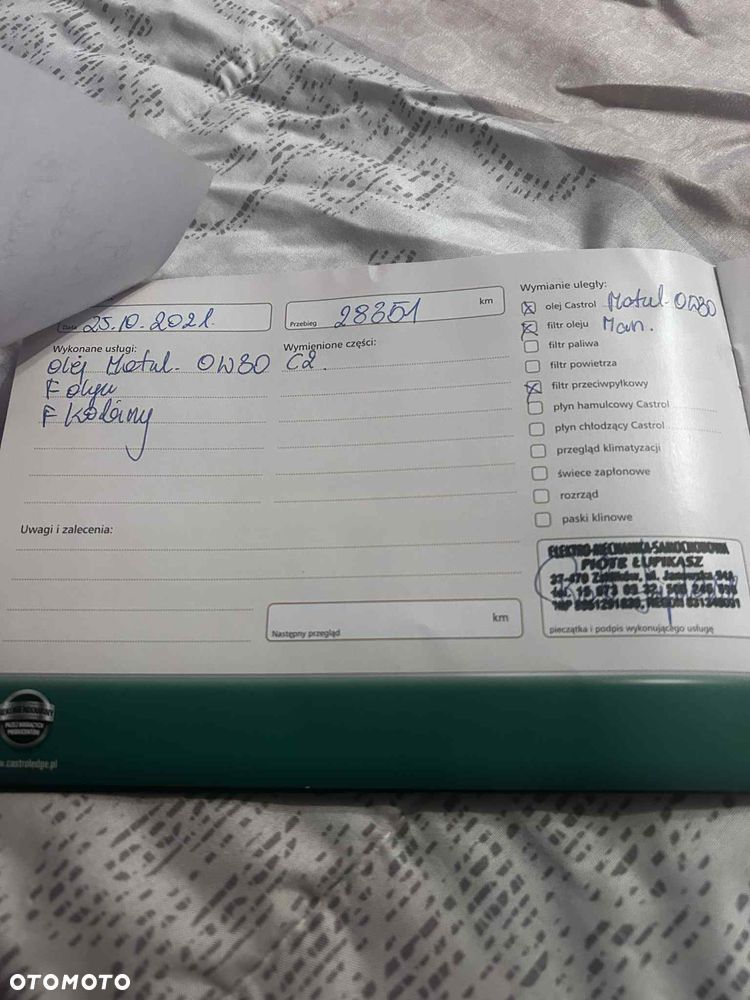 Data 25.10.2021.
Przebieg 28351 km
Wykonane usługi:
Olej Motul. 0W30 C2.
F oleju
F Kabiny
Wymienione części:
Wymianie uległy:
olej Castrol Motul. 0W30
filtr oleju Man.
filtr paliwa
filtr powietrza
filtr przeciwpyłkowy
płyn hamulcowy Castrol
płyn chłodzący Castrol
przegląd klimatyzacji
świece zapłonowe
rozrząd
paski klinowe
Uwagi i zalecenia:
Następny przegląd km
ELEKTRO-MECHANIKA SAMOCHODOWA
PIOTR ŁUPIKASZ
pieczątka i podpis wykonującego usługę
www.castroledge.pl
OTOMOTO